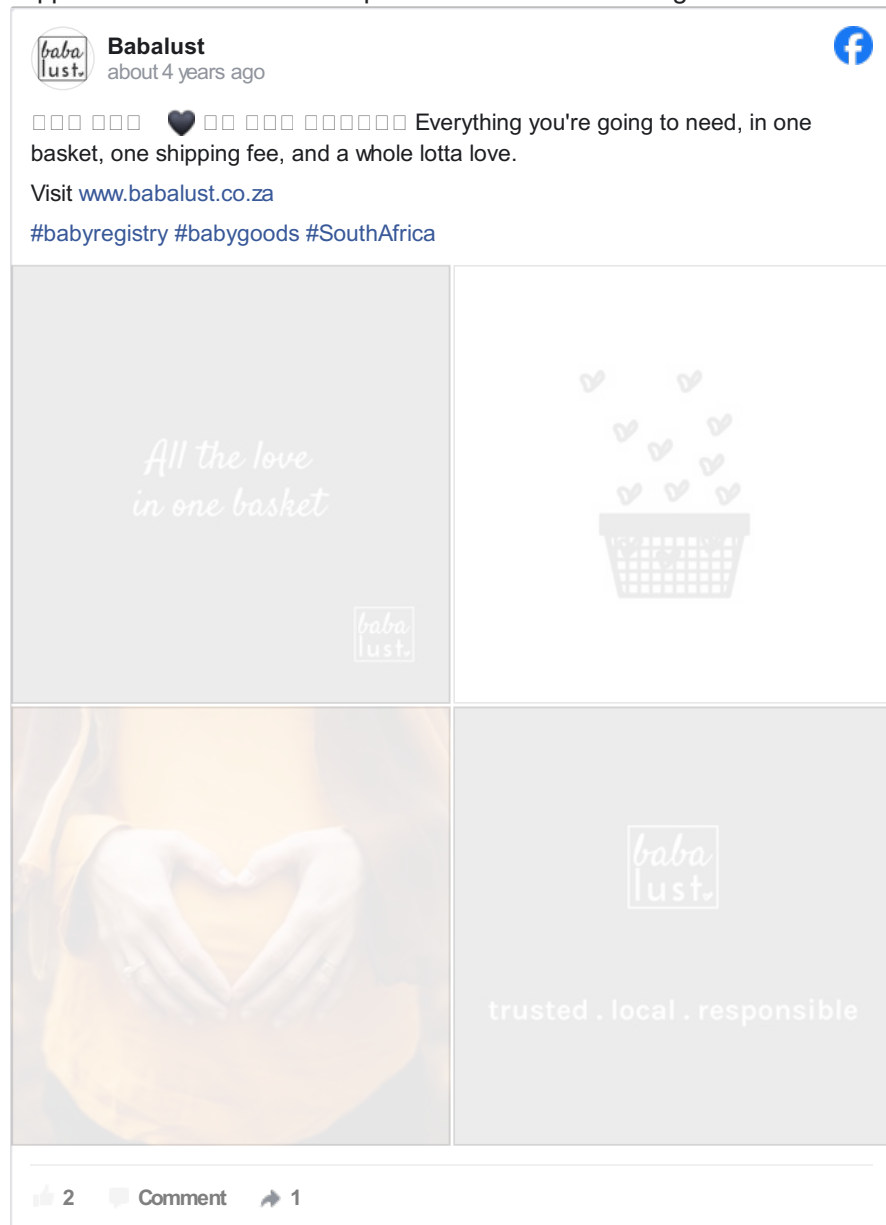 baba
lust
Babalust
about 4 years ago
🖤 Everything you're going to need, in one
basket, one shipping fee, and a whole lotta love.
Visit www.babalust.co.za
#babyregistry #babygoods #SouthAfrica
All the love
in one basket
baba
lust
baba
lust
trusted . local . responsible
2 Comment 1